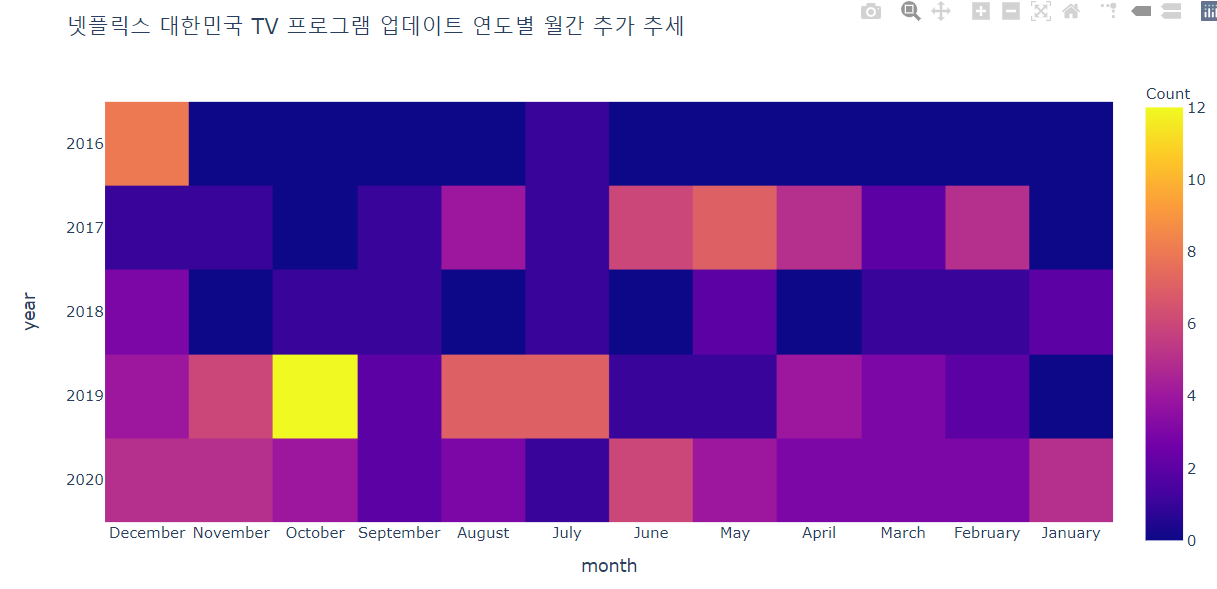 넷플릭스 대한민국 TV 프로그램 업데이트 연도별 월간 추가 추세
Count
12
10
8
6
4
2
0
year
2016
2017
2018
2019
2020
December November October September August July June May April March February January
month